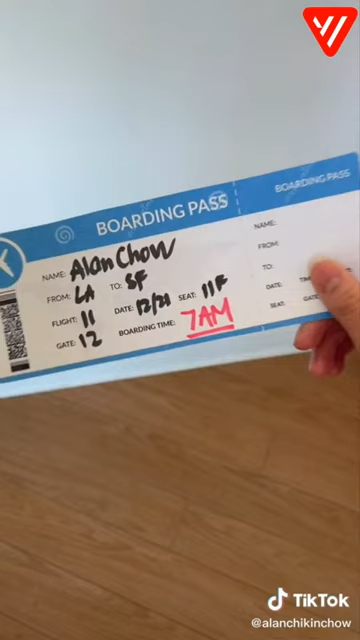 BOARDING PASS
BOARDING PASS
NAME: Alan Chow
FROM: LA TO: SF
FLIGHT: 11 DATE: 12/21 SEAT: 11F
GATE: 12 BOARDING TIME: 7AM
NAME:
FROM:
TO:
DATE:
SEAT: GATE:
TikTok
@alanchikinchow